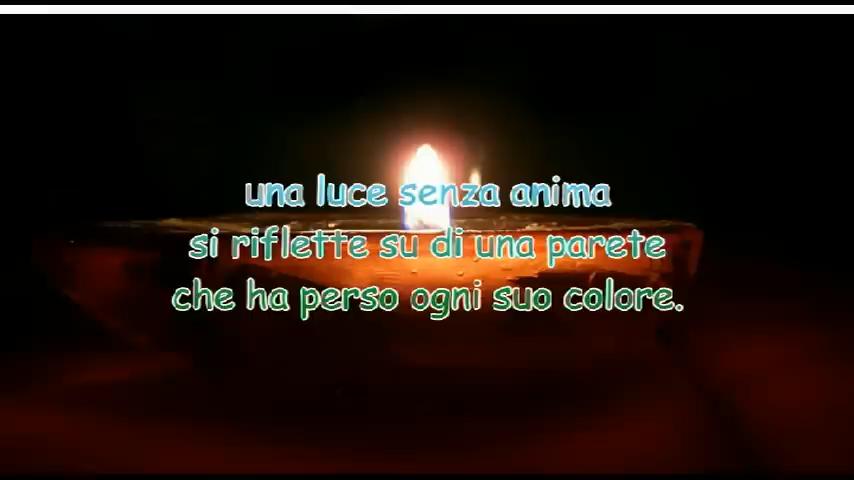 una luce senza anima
si riflette su di una parete
che ha perso ogni suo colore.